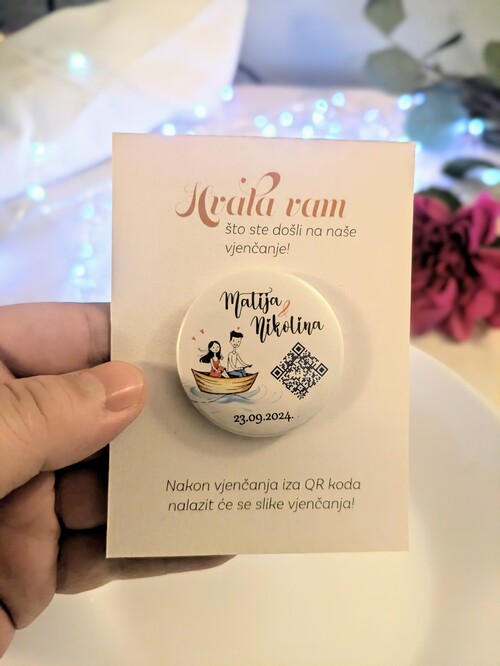 Hvala vam
što ste došli na naše
vjenčanje!
Matija
&
Nikolina
23.09.2024.
Nakon vjenčanja iza QR koda
nalazit će se slike vjenčanja!